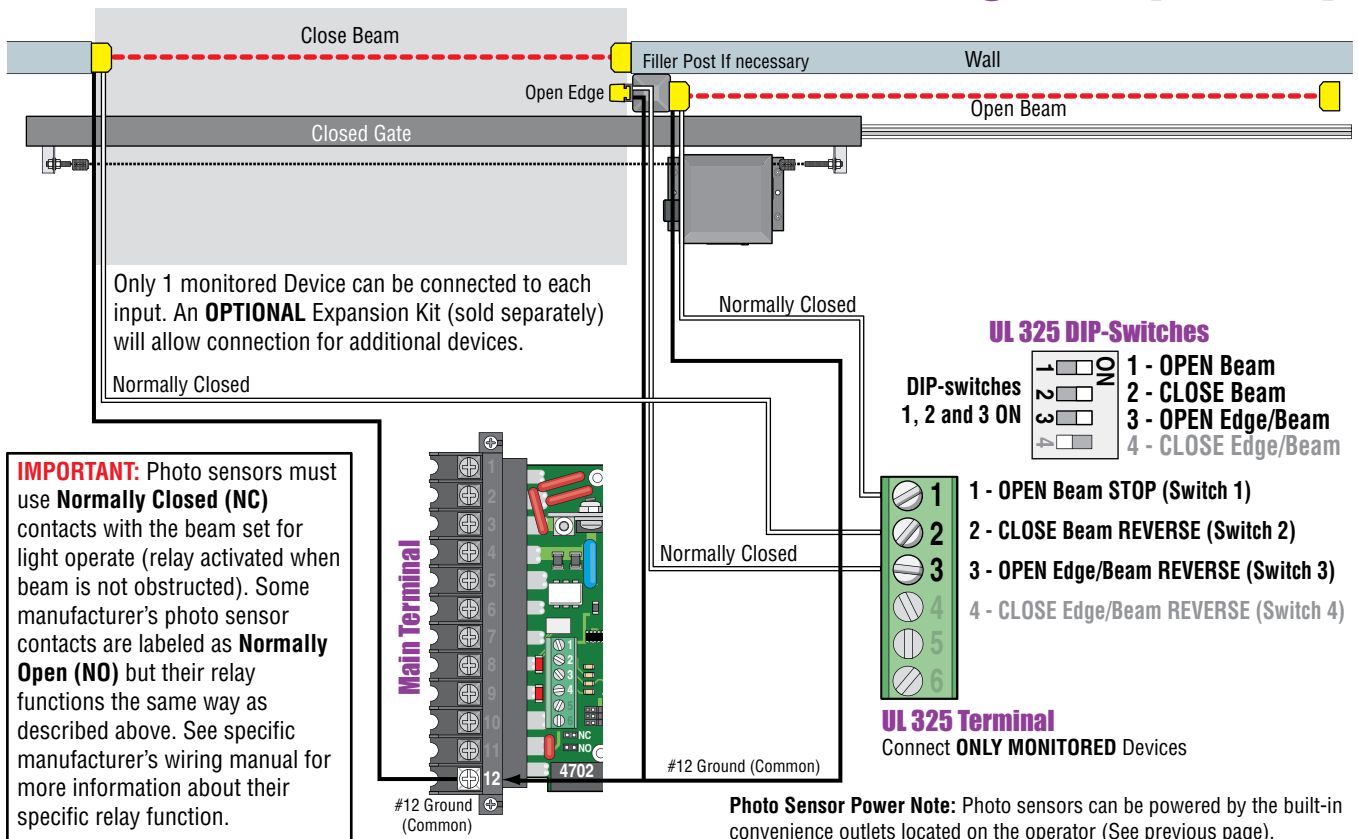 Close Beam
Filler Post If necessary
Wall
Open Edge
Open Beam
Closed Gate
Only 1 monitored Device can be connected to each
input. An OPTIONAL Expansion Kit (sold separately)
will allow connection for additional devices.
Normally Closed
Normally Closed
UL 325 DIP-Switches
DIP-switches
1, 2 and 3 ON
ON
1
2
3
4
1 - OPEN Beam
2 - CLOSE Beam
3 - OPEN Edge/Beam
4 - CLOSE Edge/Beam
IMPORTANT: Photo sensors must
use Normally Closed (NC)
contacts with the beam set for
light operate (relay activated when
beam is not obstructed). Some
manufacturer's photo sensor
contacts are labeled as Normally
Open (NO) but their relay
functions the same way as
described above. See specific
manufacturer's wiring manual for
more information about their
specific relay function.
Main Terminal
1
2
3
4
5
6
7
8
9
10
11
12
1
2
3
4
5
6
NC
NO
4702
#12 Ground
(Common)
#12 Ground (Common)
Normally Closed
1
2
3
4
5
6
1 - OPEN Beam STOP (Switch 1)
2 - CLOSE Beam REVERSE (Switch 2)
3 - OPEN Edge/Beam REVERSE (Switch 3)
4 - CLOSE Edge/Beam REVERSE (Switch 4)
UL 325 Terminal
Connect ONLY MONITORED Devices
Photo Sensor Power Note: Photo sensors can be powered by the built-in
convenience outlets located on the operator (See previous page).